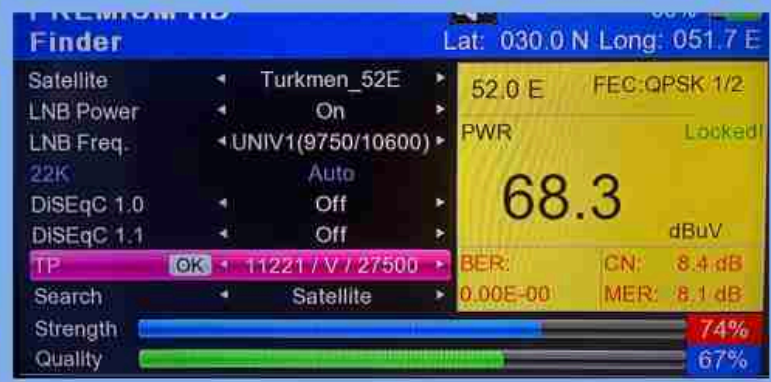 PREMIUM HD
Finder
Lat: 030.0 N Long: 051.7 E
Satellite Turkmen_52E
LNB Power On
LNB Freq. UNIV1(9750/10600)
22K Auto
DiSEqC 1.0 Off
DiSEqC 1.1 Off
TP OK 11221 / V / 27500
Search Satellite
Strength 74%
Quality 67%
52.0 E FEC:QPSK 1/2
PWR Locked!
68.3
dBuV
BER: CN: 8.4 dB
0.00E-00 MER: 8.1 dB